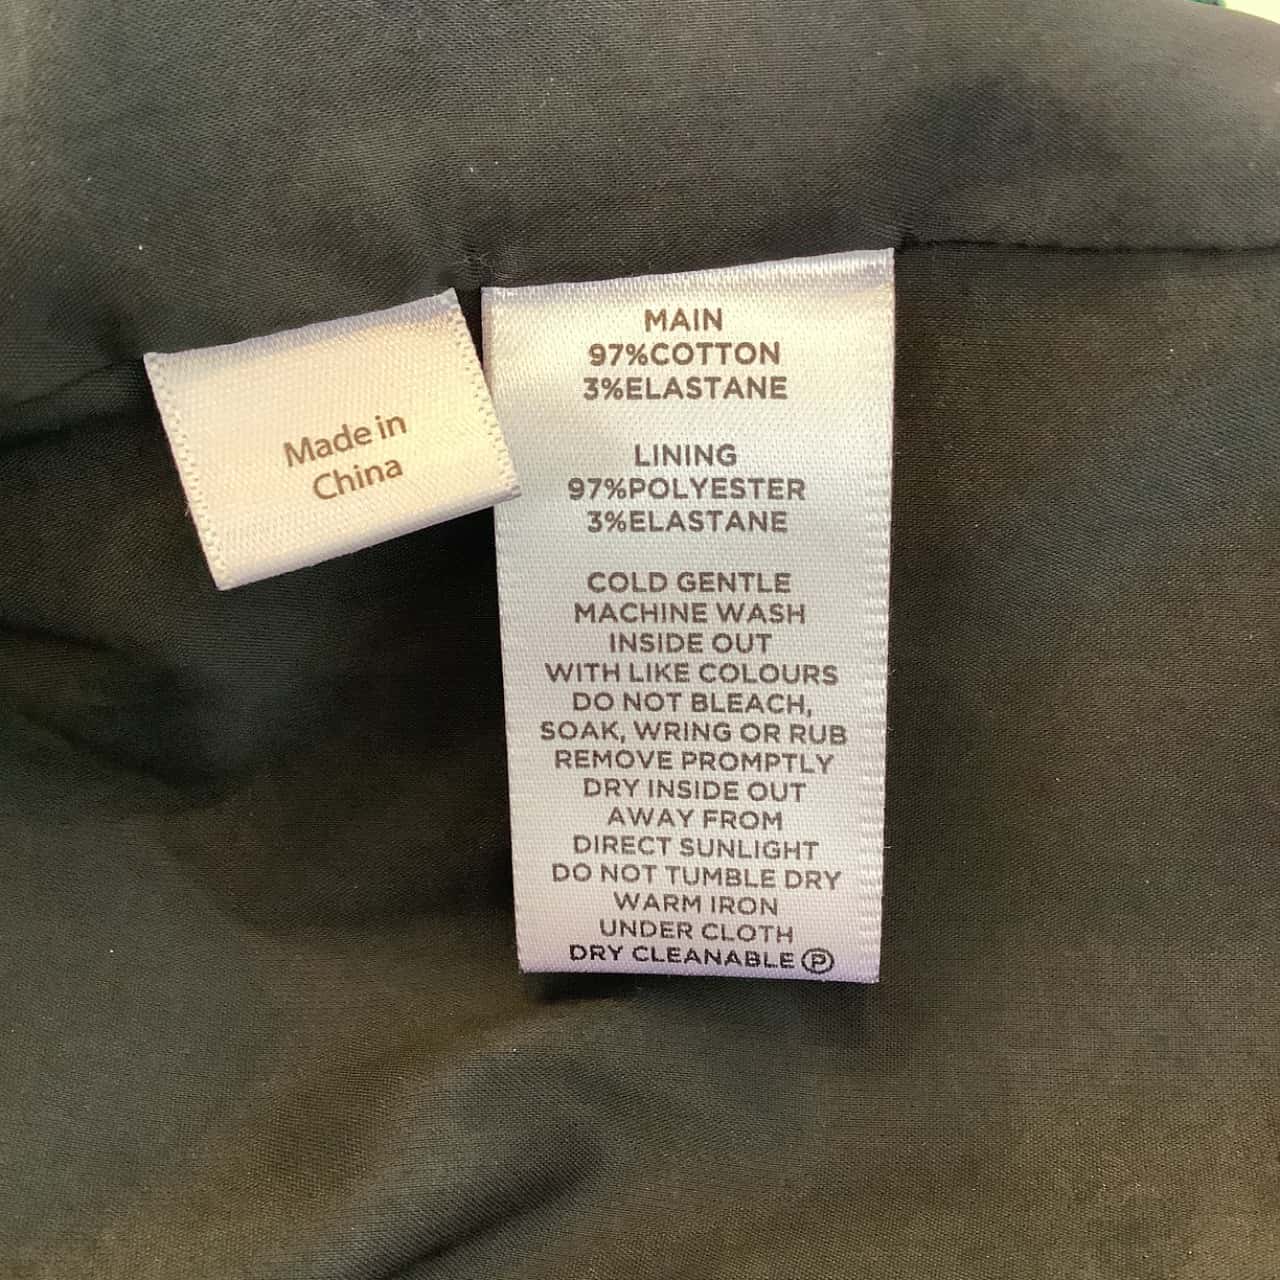 Made in
China
MAIN
97%COTTON
3%ELASTANE
LINING
97%POLYESTER
3%ELASTANE
COLD GENTLE
MACHINE WASH
INSIDE OUT
WITH LIKE COLOURS
DO NOT BLEACH,
SOAK, WRING OR RUB
REMOVE PROMPTLY
DRY INSIDE OUT
AWAY FROM
DIRECT SUNLIGHT
DO NOT TUMBLE DRY
WARM IRON
UNDER CLOTH
DRY CLEANABLE Ⓟ